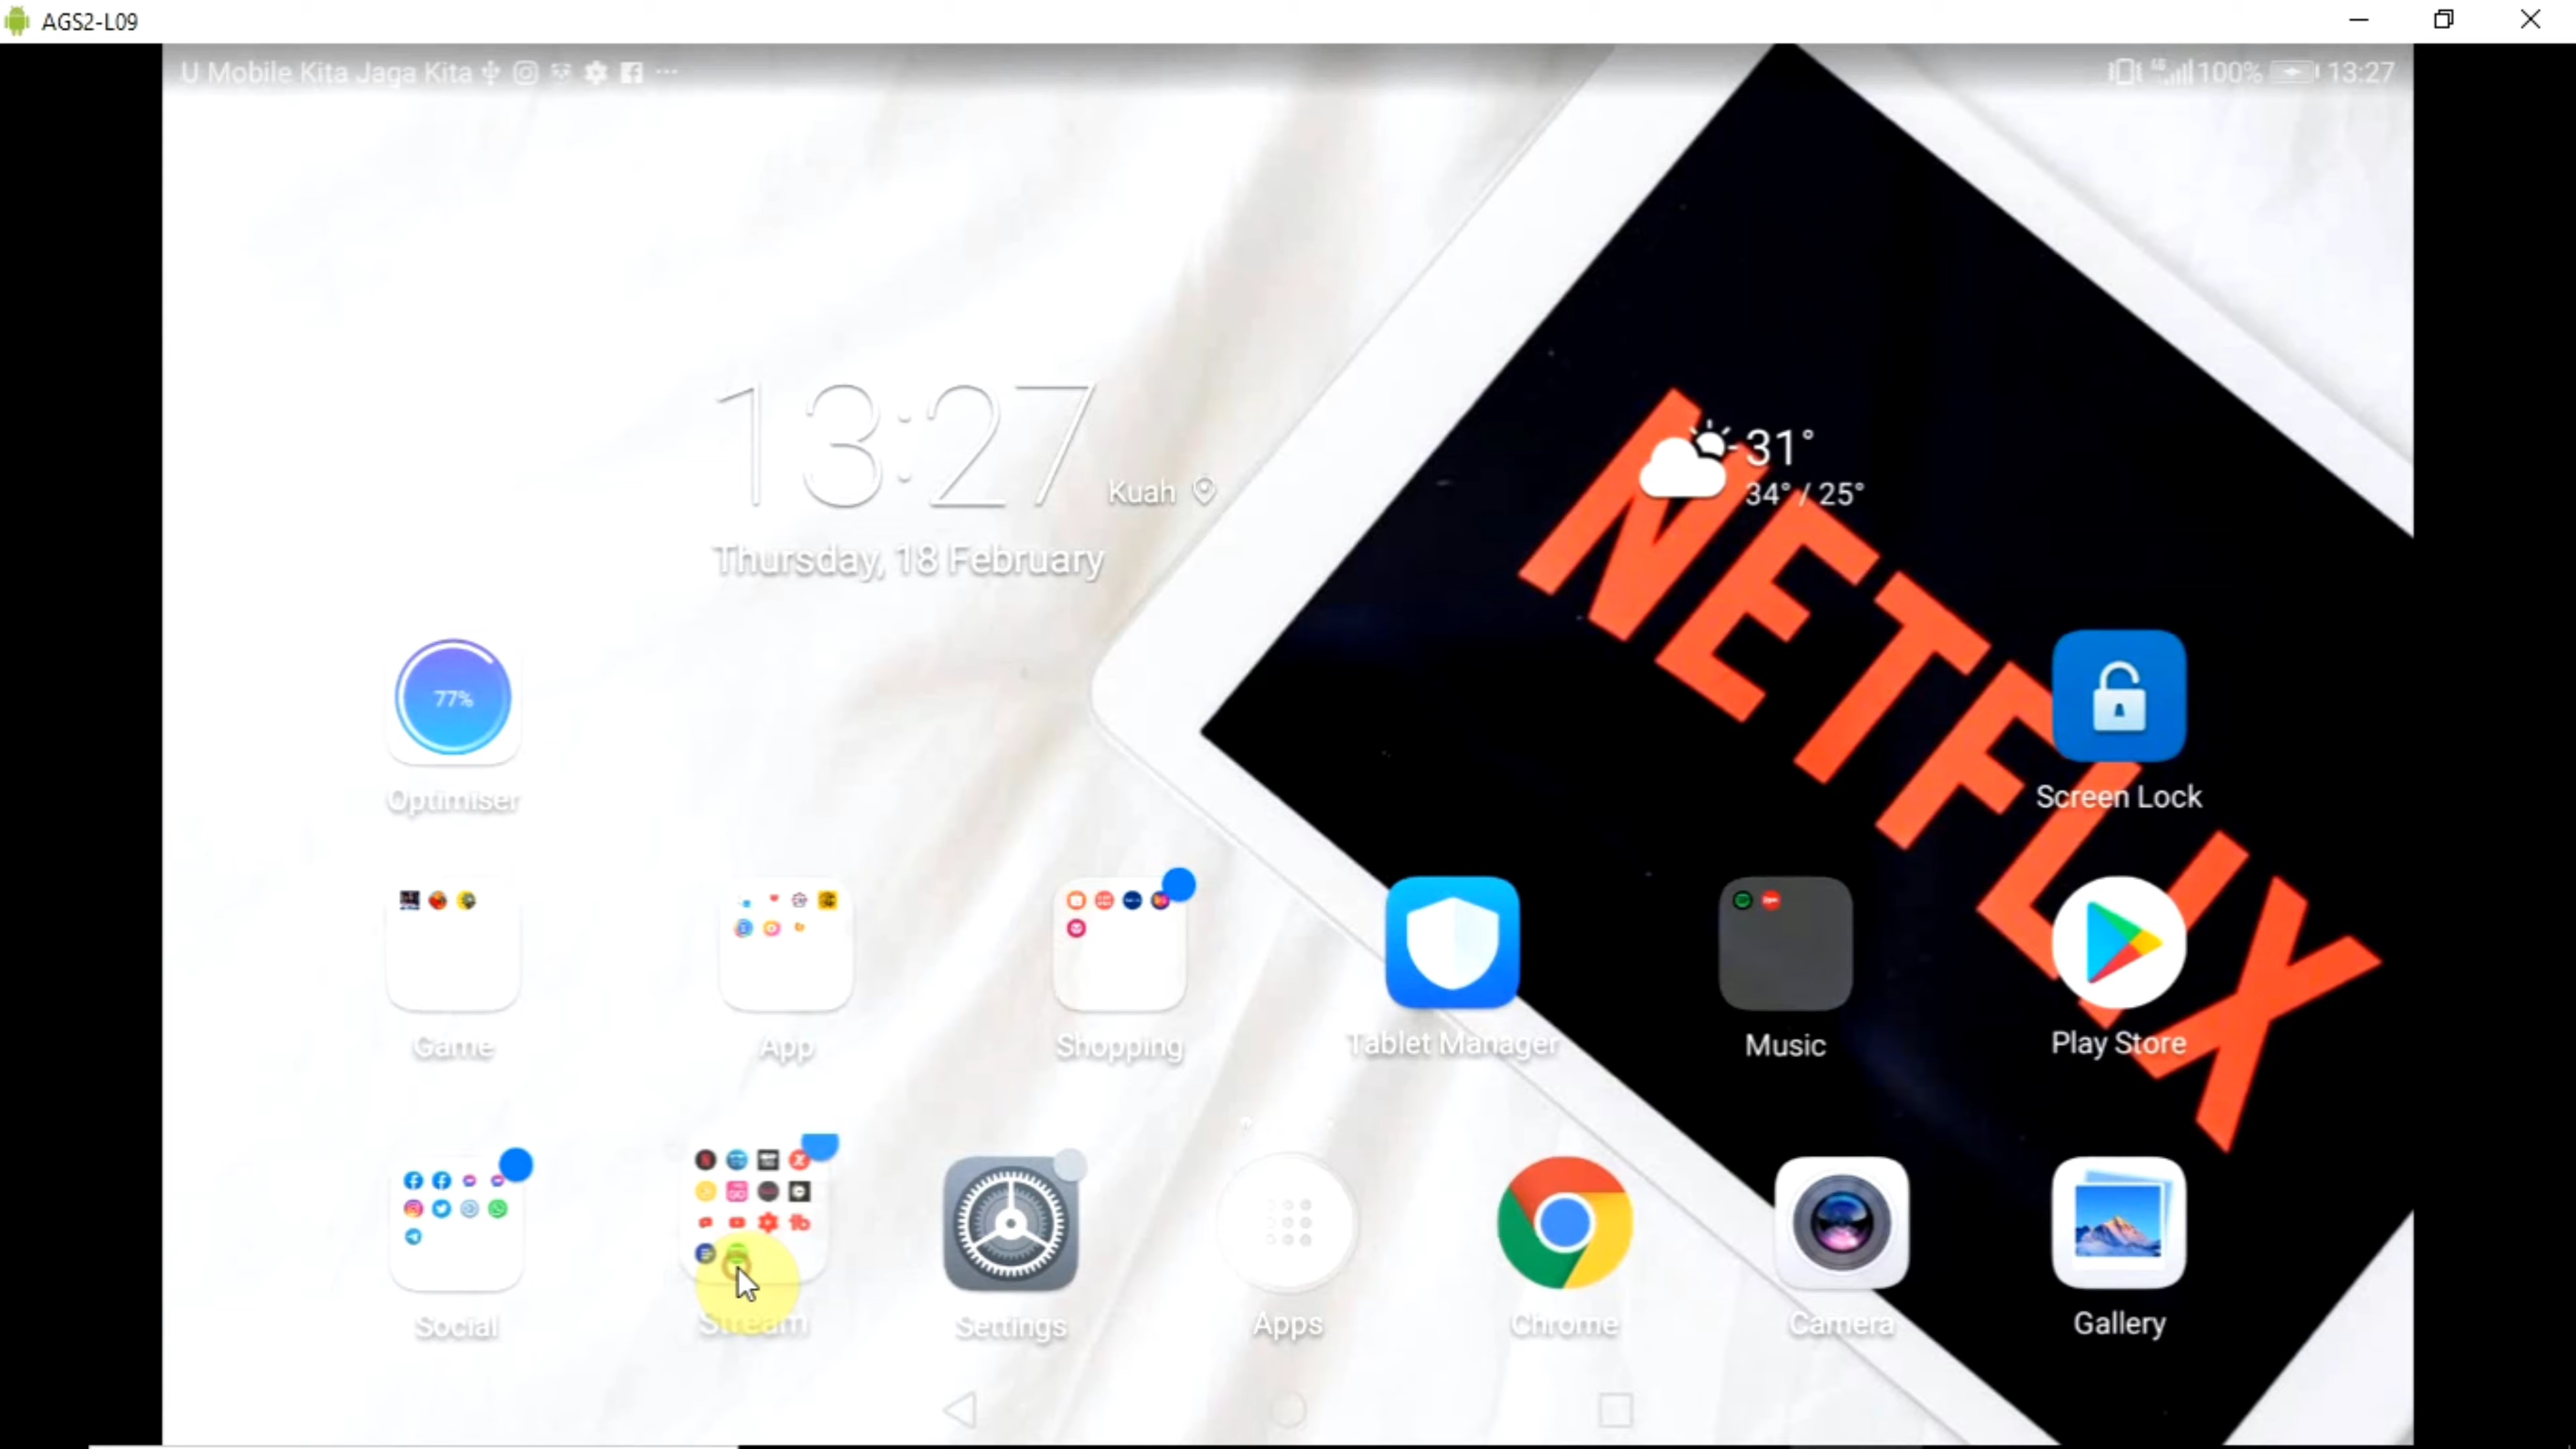 AGS2-L09
U Mobile Kita Jaga Kita
100%
13:27
13:27
Kuah
31°
34° / 25°
Thursday, 18 February
NETFLIX
77%
Optimiser
Screen Lock
Game
App
Shopping
Tablet Manager
Music
Play Store
Social
Stream
Settings
Apps
Chrome
Camera
Gallery